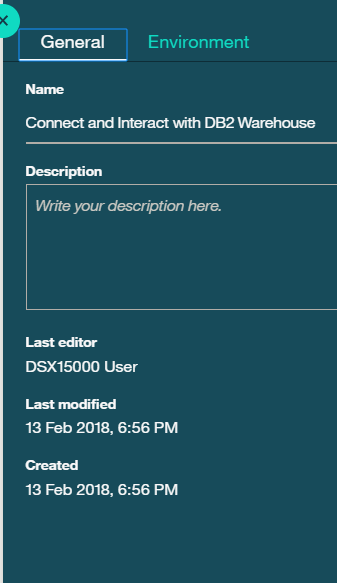 General
Environment
Name
Connect and Interact with DB2 Warehouse
Description
Write your description here.
Last editor
DSX15000 User
Last modified
13 Feb 2018, 6:56 PM
Created
13 Feb 2018, 6:56 PM